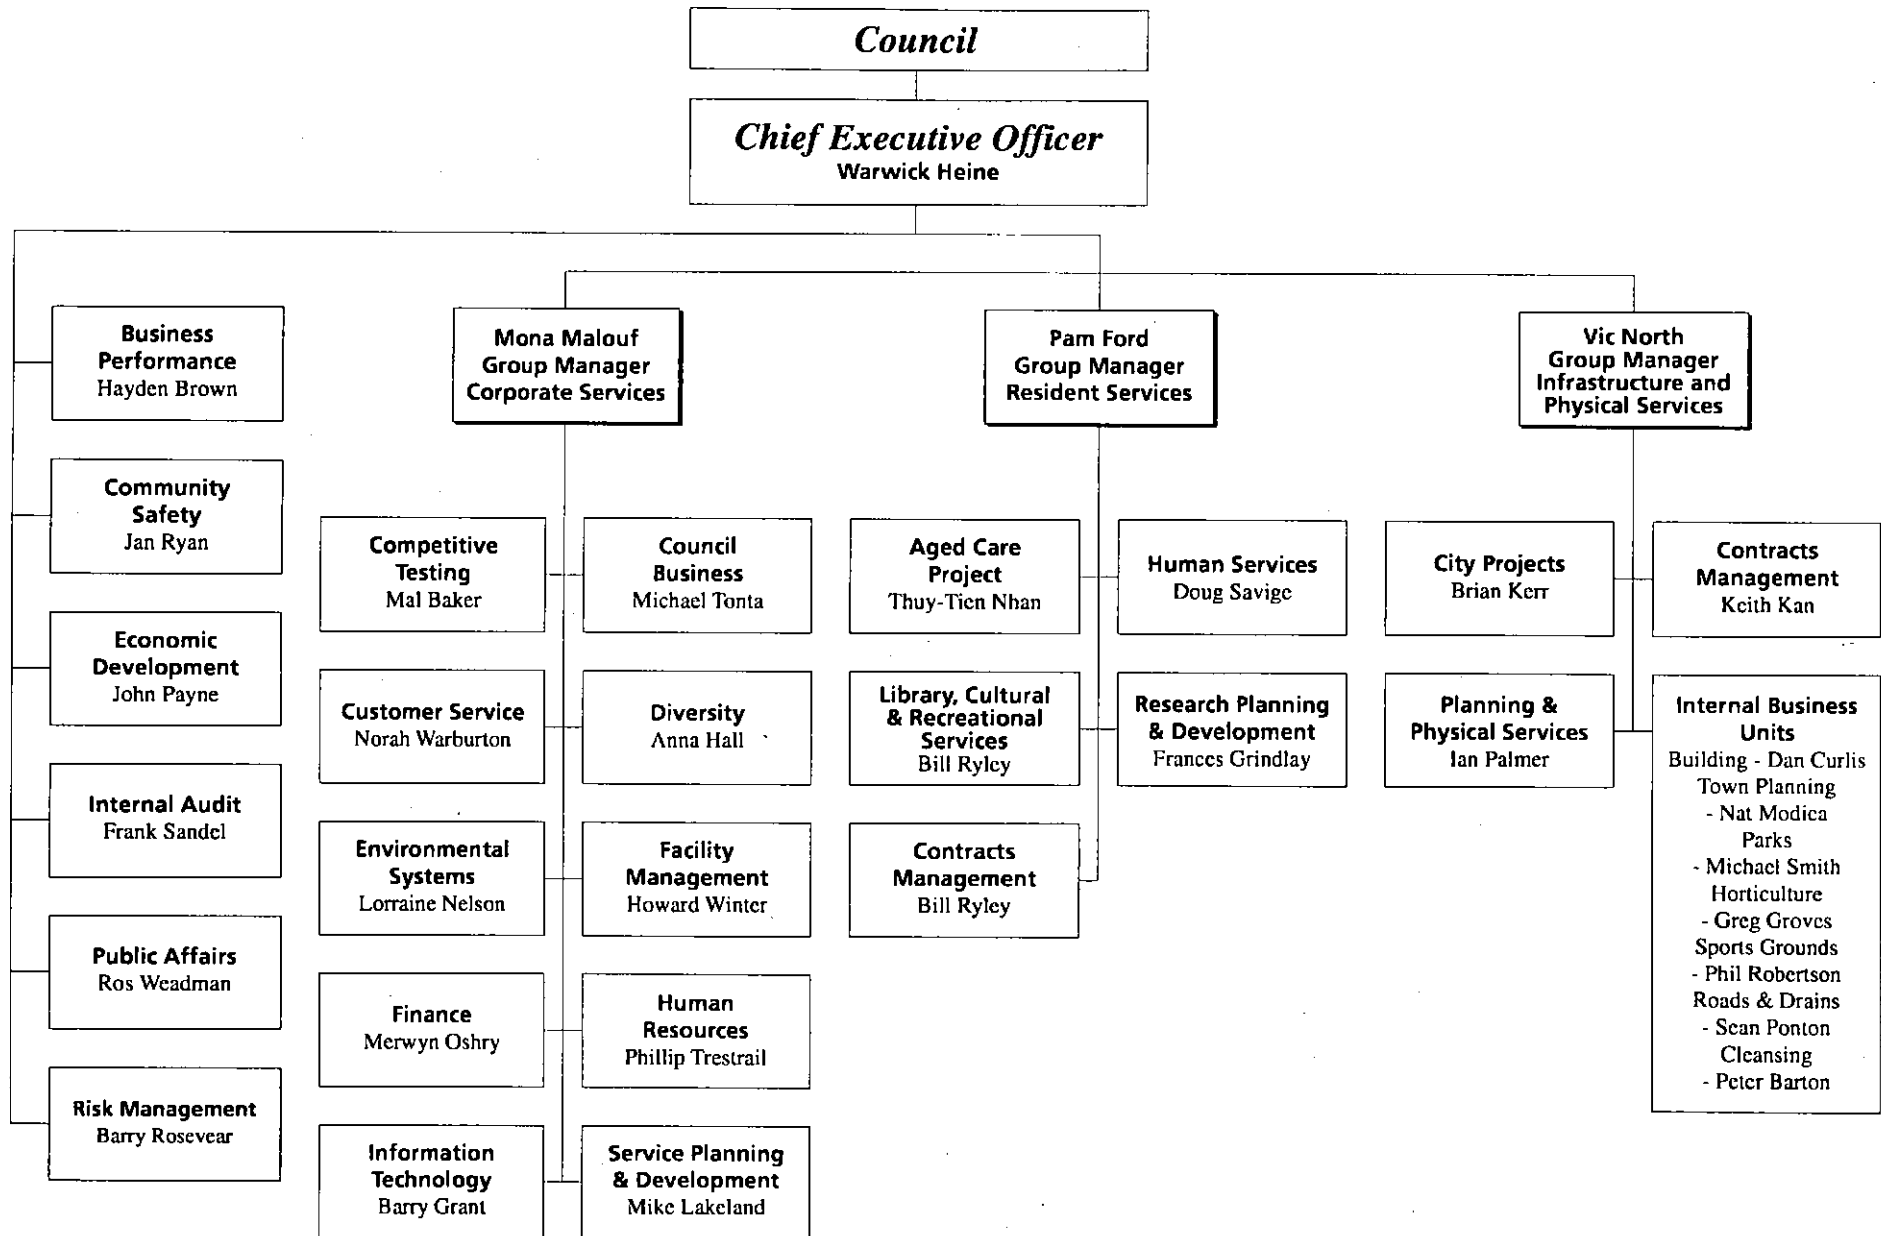 Council
Chief Executive Officer
Warwick Heine
Business
Performance
Hayden Brown
Community
Safety
Jan Ryan
Economic
Development
John Payne
Internal Audit
Frank Sandel
Public Affairs
Ros Weadman
Risk Management
Barry Rosevear
Mona Malouf
Group Manager
Corporate Services
Competitive
Testing
Mal Baker
Council
Business
Michael Tonta
Customer Service
Norah Warburton
Diversity
Anna Hall
Environmental
Systems
Lorraine Nelson
Facility
Management
Howard Winter
Finance
Merwyn Oshry
Human
Resources
Phillip Trestrail
Information
Technology
Barry Grant
Service Planning
& Development
Mike Lakeland
Pam Ford
Group Manager
Resident Services
Aged Care
Project
Thuy-Tien Nhan
Human Services
Doug Savige
Library, Cultural
& Recreational
Services
Bill Ryley
Research Planning
& Development
Frances Grindlay
Contracts
Management
Bill Ryley
Vic North
Group Manager
Infrastructure and
Physical Services
City Projects
Brian Kerr
Contracts
Management
Keith Kan
Planning &
Physical Services
Ian Palmer
Internal Business
Units
Building - Dan Curlis
Town Planning
- Nat Modica
Parks
- Michael Smith
Horticulture
- Greg Groves
Sports Grounds
- Phil Robertson
Roads & Drains
- Sean Ponton
Cleansing
- Peter Barton